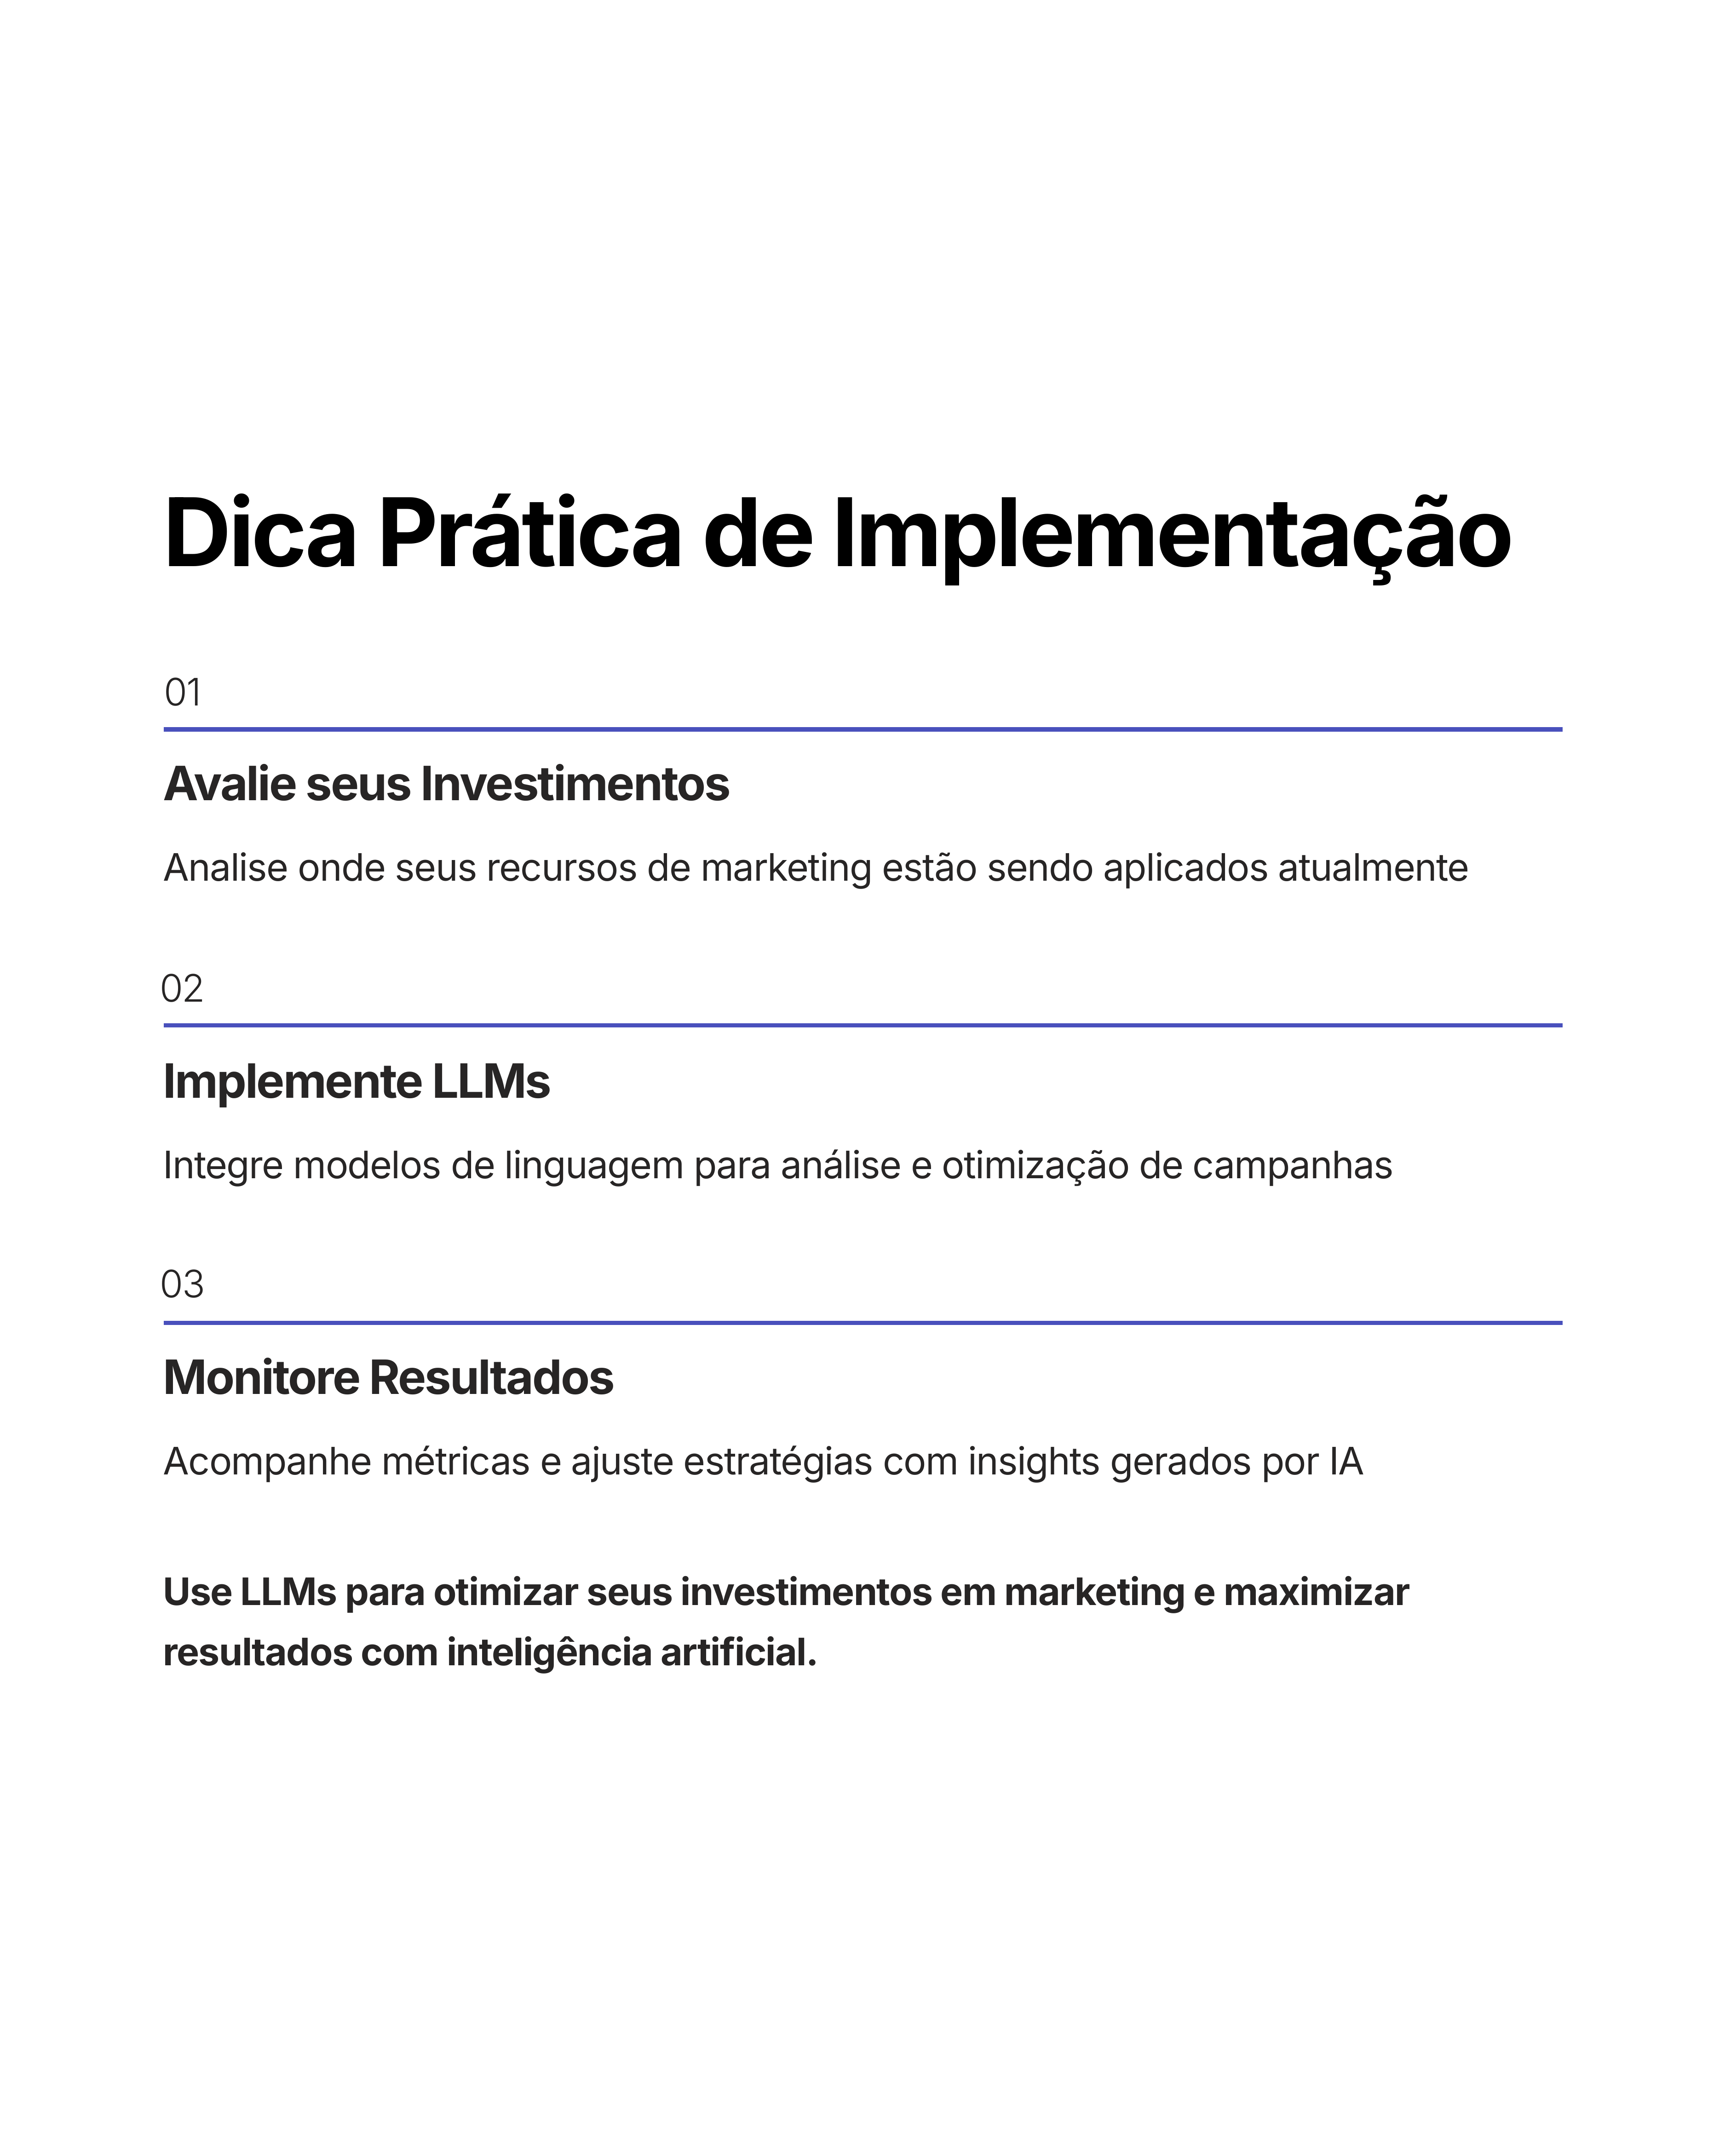 Dica Prática de Implementação
01
Avalie seus Investimentos
Analise onde seus recursos de marketing estão sendo aplicados atualmente
02
Implemente LLMs
Integre modelos de linguagem para análise e otimização de campanhas
03
Monitore Resultados
Acompanhe métricas e ajuste estratégias com insights gerados por IA
Use LLMs para otimizar seus investimentos em marketing e maximizar
resultados com inteligência artificial.